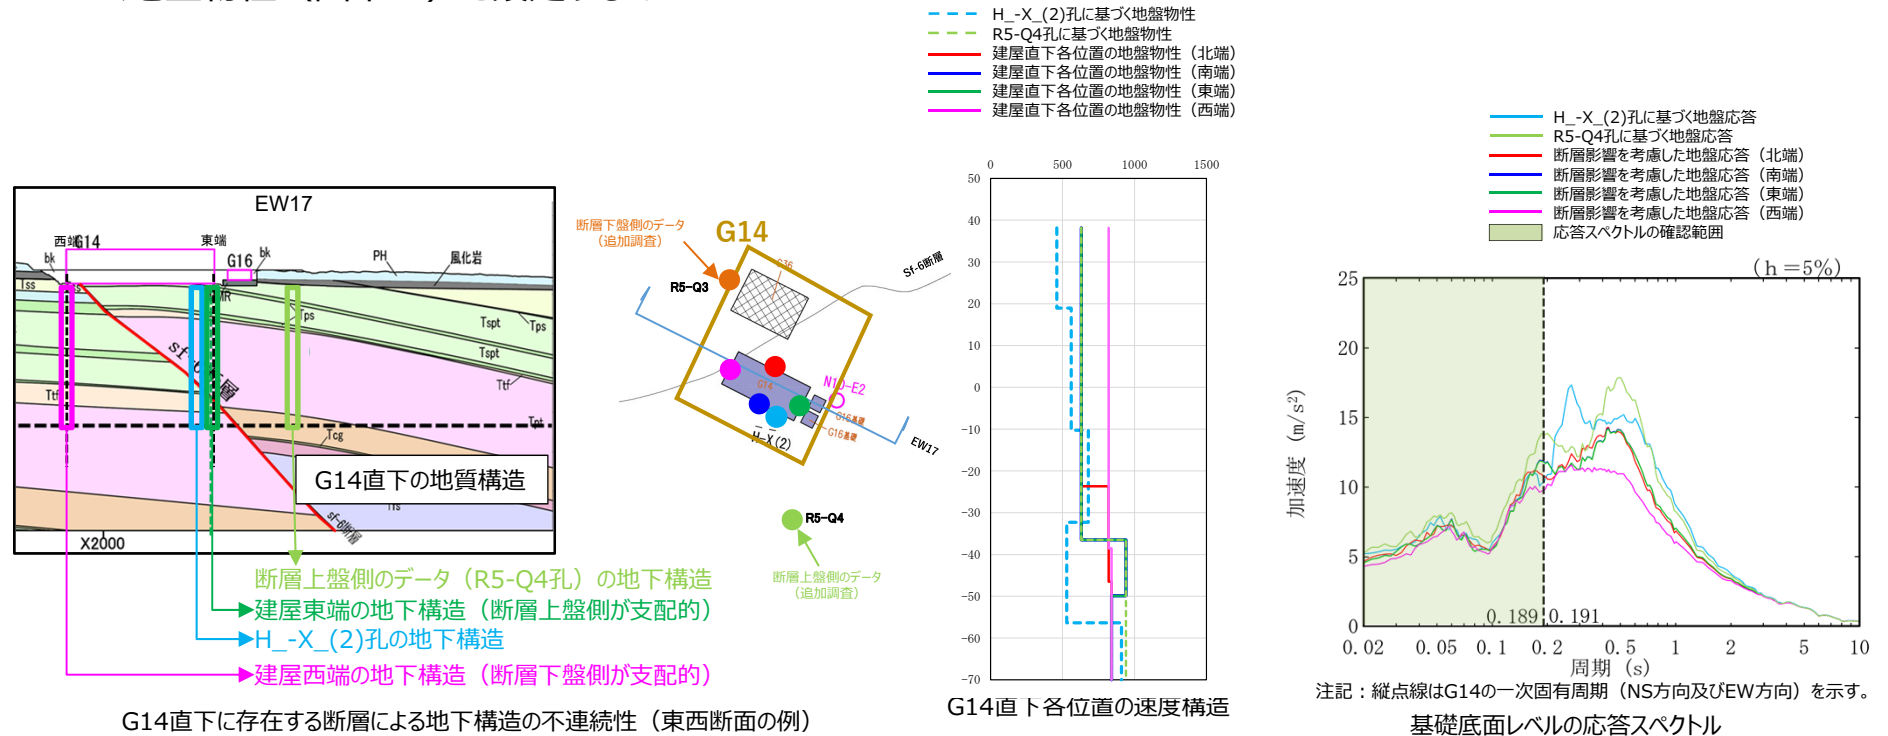 H_-X_(2)孔に基づく地盤物性
R5-Q4孔に基づく地盤物性
建屋直下各位置の地盤物性（北端）
建屋直下各位置の地盤物性（南端）
建屋直下各位置の地盤物性（東端）
建屋直下各位置の地盤物性（西端）
EW17
西端
G14
東端
bk
G16
bk
PH
風化岩
Tss
MR
Tps
Tspt
Tps
Tspt
Ttf
Ttf
Tpt
Tcg
sf-6断層
G14直下の地質構造
X2000
断層上盤側のデータ（R5-Q4孔）の地下構造
建屋東端の地下構造（断層上盤側が支配的）
H_-X_(2)孔の地下構造
建屋西端の地下構造（断層下盤側が支配的）
G14直下に存在する断層による地下構造の不連続性（東西断面の例）
断層下盤側のデータ
（追加調査）
G14
G36
Sf-6断層
R5-Q3
N10-E2
G14
G16基礎
G16基礎
H-X(2)
EW17
R5-Q4
断層上盤側のデータ
（追加調査）
0 500 1000 1500
50
40
30
20
10
0
-10
-20
-30
-40
-50
-60
-70
G14直下各位置の速度構造
H_-X_(2)孔に基づく地盤応答
R5-Q4孔に基づく地盤応答
断層影響を考慮した地盤応答（北端）
断層影響を考慮した地盤応答（南端）
断層影響を考慮した地盤応答（東端）
断層影響を考慮した地盤応答（西端）
応答スペクトルの確認範囲
（h＝5%）
25
20
15
10
5
0
加速度 (m/s²)
0.189
0.191
0.02 0.05 0.1 0.2 0.5 1 2 5 10
周期 (s)
注記：縦点線はG14の一次固有周期（NS方向及びEW方向）を示す。
基礎底面レベルの応答スペクトル